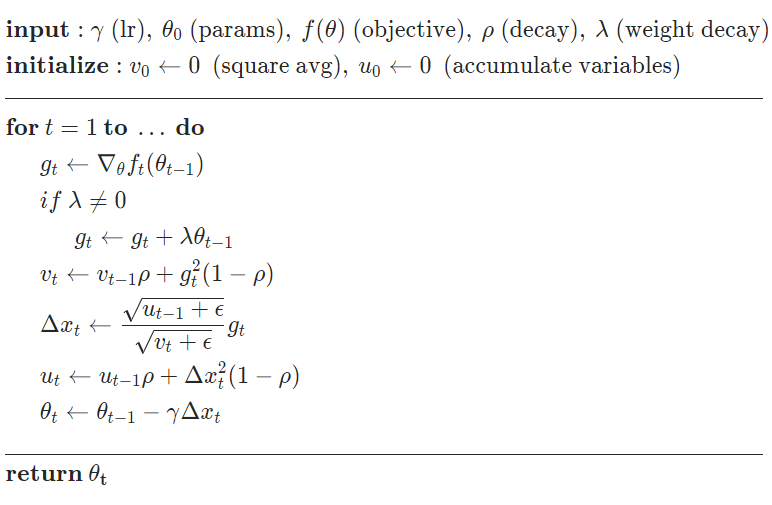 input : γ (lr), θ₀ (params), f(θ) (objective), ρ (decay), λ (weight decay)
initialize : v₀ ← 0 (square avg), u₀ ← 0 (accumulate variables)
for t = 1 to … do
gₜ ← ∇_θ fₜ(θₜ₋₁)
if λ ≠ 0
gₜ ← gₜ + λθₜ₋₁
vₜ ← vₜ₋₁ρ + gₜ²(1 − ρ)
Δxₜ ← √(uₜ₋₁ + ϵ) / √(vₜ + ϵ) gₜ
uₜ ← uₜ₋₁ρ + Δxₜ²(1 − ρ)
θₜ ← θₜ₋₁ − γΔxₜ
return θₜ